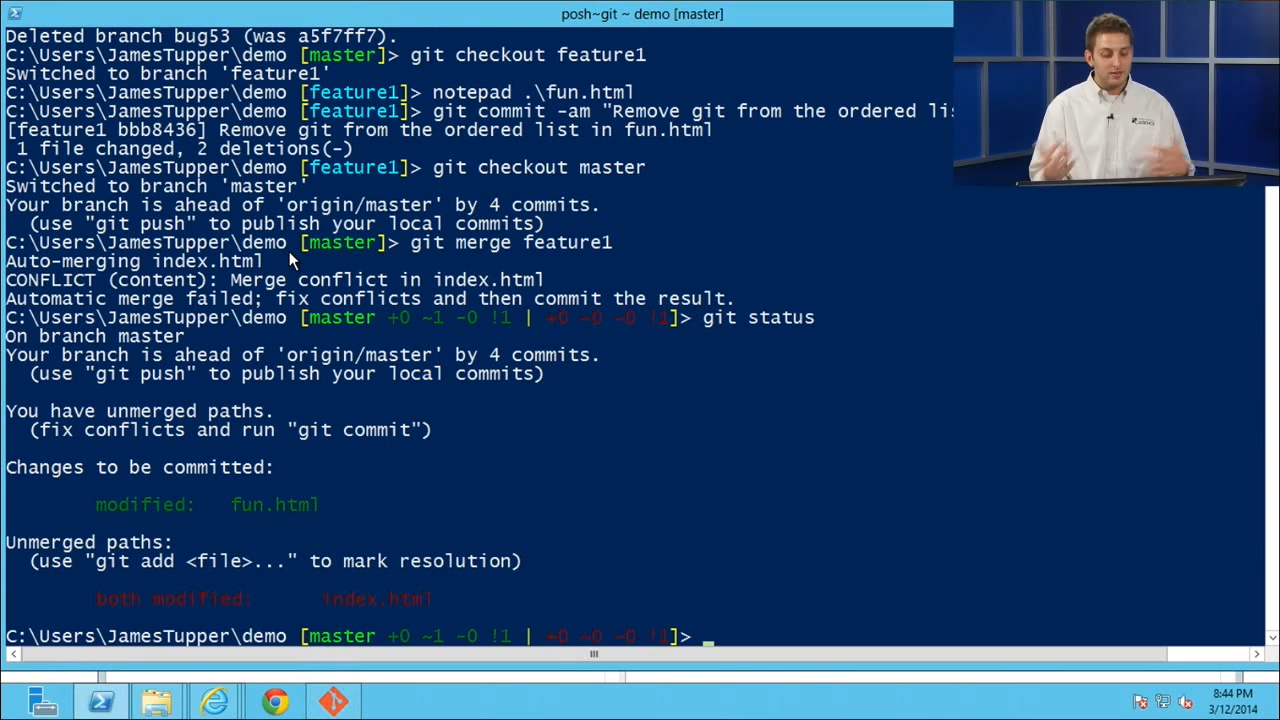 posh~git ~ demo [master]
Deleted branch bug53 (was a5f7ff7).
C:\Users\JamesTupper\demo [master]> git checkout feature1
Switched to branch 'feature1'
C:\Users\JamesTupper\demo [feature1]> notepad .\fun.html
C:\Users\JamesTupper\demo [feature1]> git commit -am "Remove git from the ordered lis
[feature1 bbb8436] Remove git from the ordered list in fun.html
1 file changed, 2 deletions(-)
C:\Users\JamesTupper\demo [feature1]> git checkout master
Switched to branch 'master'
Your branch is ahead of 'origin/master' by 4 commits.
(use "git push" to publish your local commits)
C:\Users\JamesTupper\demo [master]> git merge feature1
Auto-merging index.html
CONFLICT (content): Merge conflict in index.html
Automatic merge failed; fix conflicts and then commit the result.
C:\Users\JamesTupper\demo [master +0 ~1 -0 !1 | +0 ~0 -0 !1]> git status
On branch master
Your branch is ahead of 'origin/master' by 4 commits.
(use "git push" to publish your local commits)
You have unmerged paths.
(fix conflicts and run "git commit")
Changes to be committed:
modified: fun.html
Unmerged paths:
(use "git add <file>..." to mark resolution)
both modified: index.html
C:\Users\JamesTupper\demo [master +0 ~1 -0 !1 | +0 ~0 -0 !1]>
8:44 PM
3/12/2014